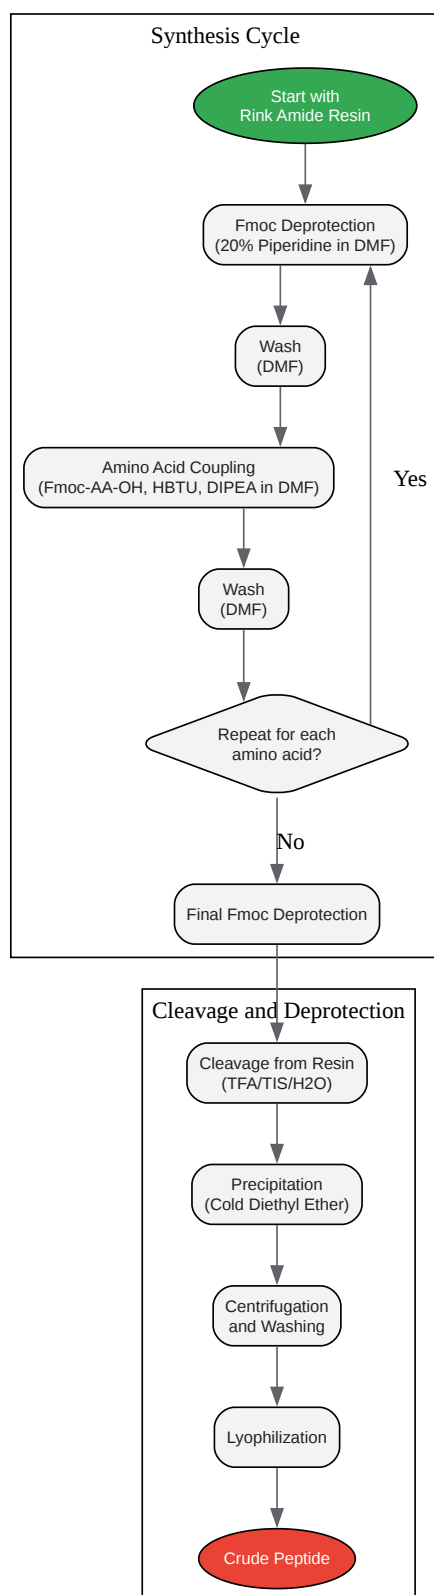 Synthesis Cycle
Start with
Rink Amide Resin
Fmoc Deprotection
(20% Piperidine in DMF)
Wash
(DMF)
Amino Acid Coupling
(Fmoc-AA-OH, HBTU, DIPEA in DMF)
Yes
Wash
(DMF)
Repeat for each
amino acid?
No
Final Fmoc Deprotection
Cleavage and Deprotection
Cleavage from Resin
(TFA/TIS/H2O)
Precipitation
(Cold Diethyl Ether)
Centrifugation
and Washing
Lyophilization
Crude Peptide